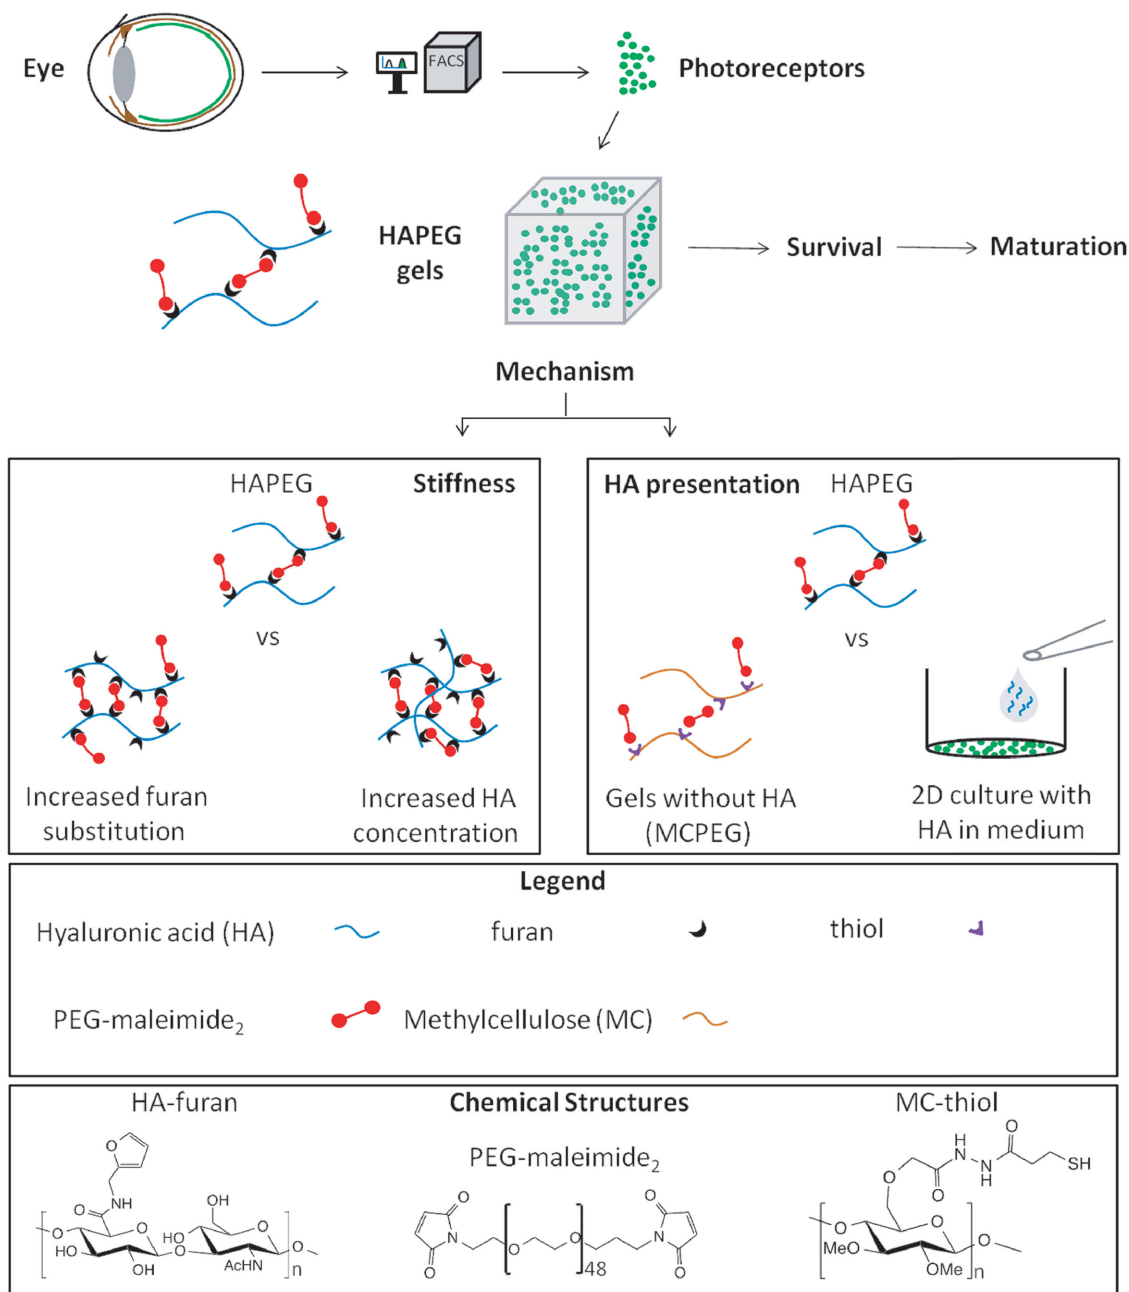 Eye
FACS
Photoreceptors
HAPEG
gels
Survival
Maturation
Mechanism
HAPEG
Stiffness
vs
Increased furan
substitution
Increased HA
concentration
HA presentation
HAPEG
vs
Gels without HA
(MCPEG)
2D culture with
HA in medium
Legend
Hyaluronic acid (HA)
furan
thiol
PEG-maleimide₂
Methylcellulose (MC)
HA-furan
Chemical Structures
MC-thiol
PEG-maleimide₂
O
O
NH
O
HO
OH
OH
HO
O
O
AcHN
O
n
O
N
O
O
O
48
O
N
O
O
O
H
N
N
H
O
SH
O
O
MeO
OMe
O
n